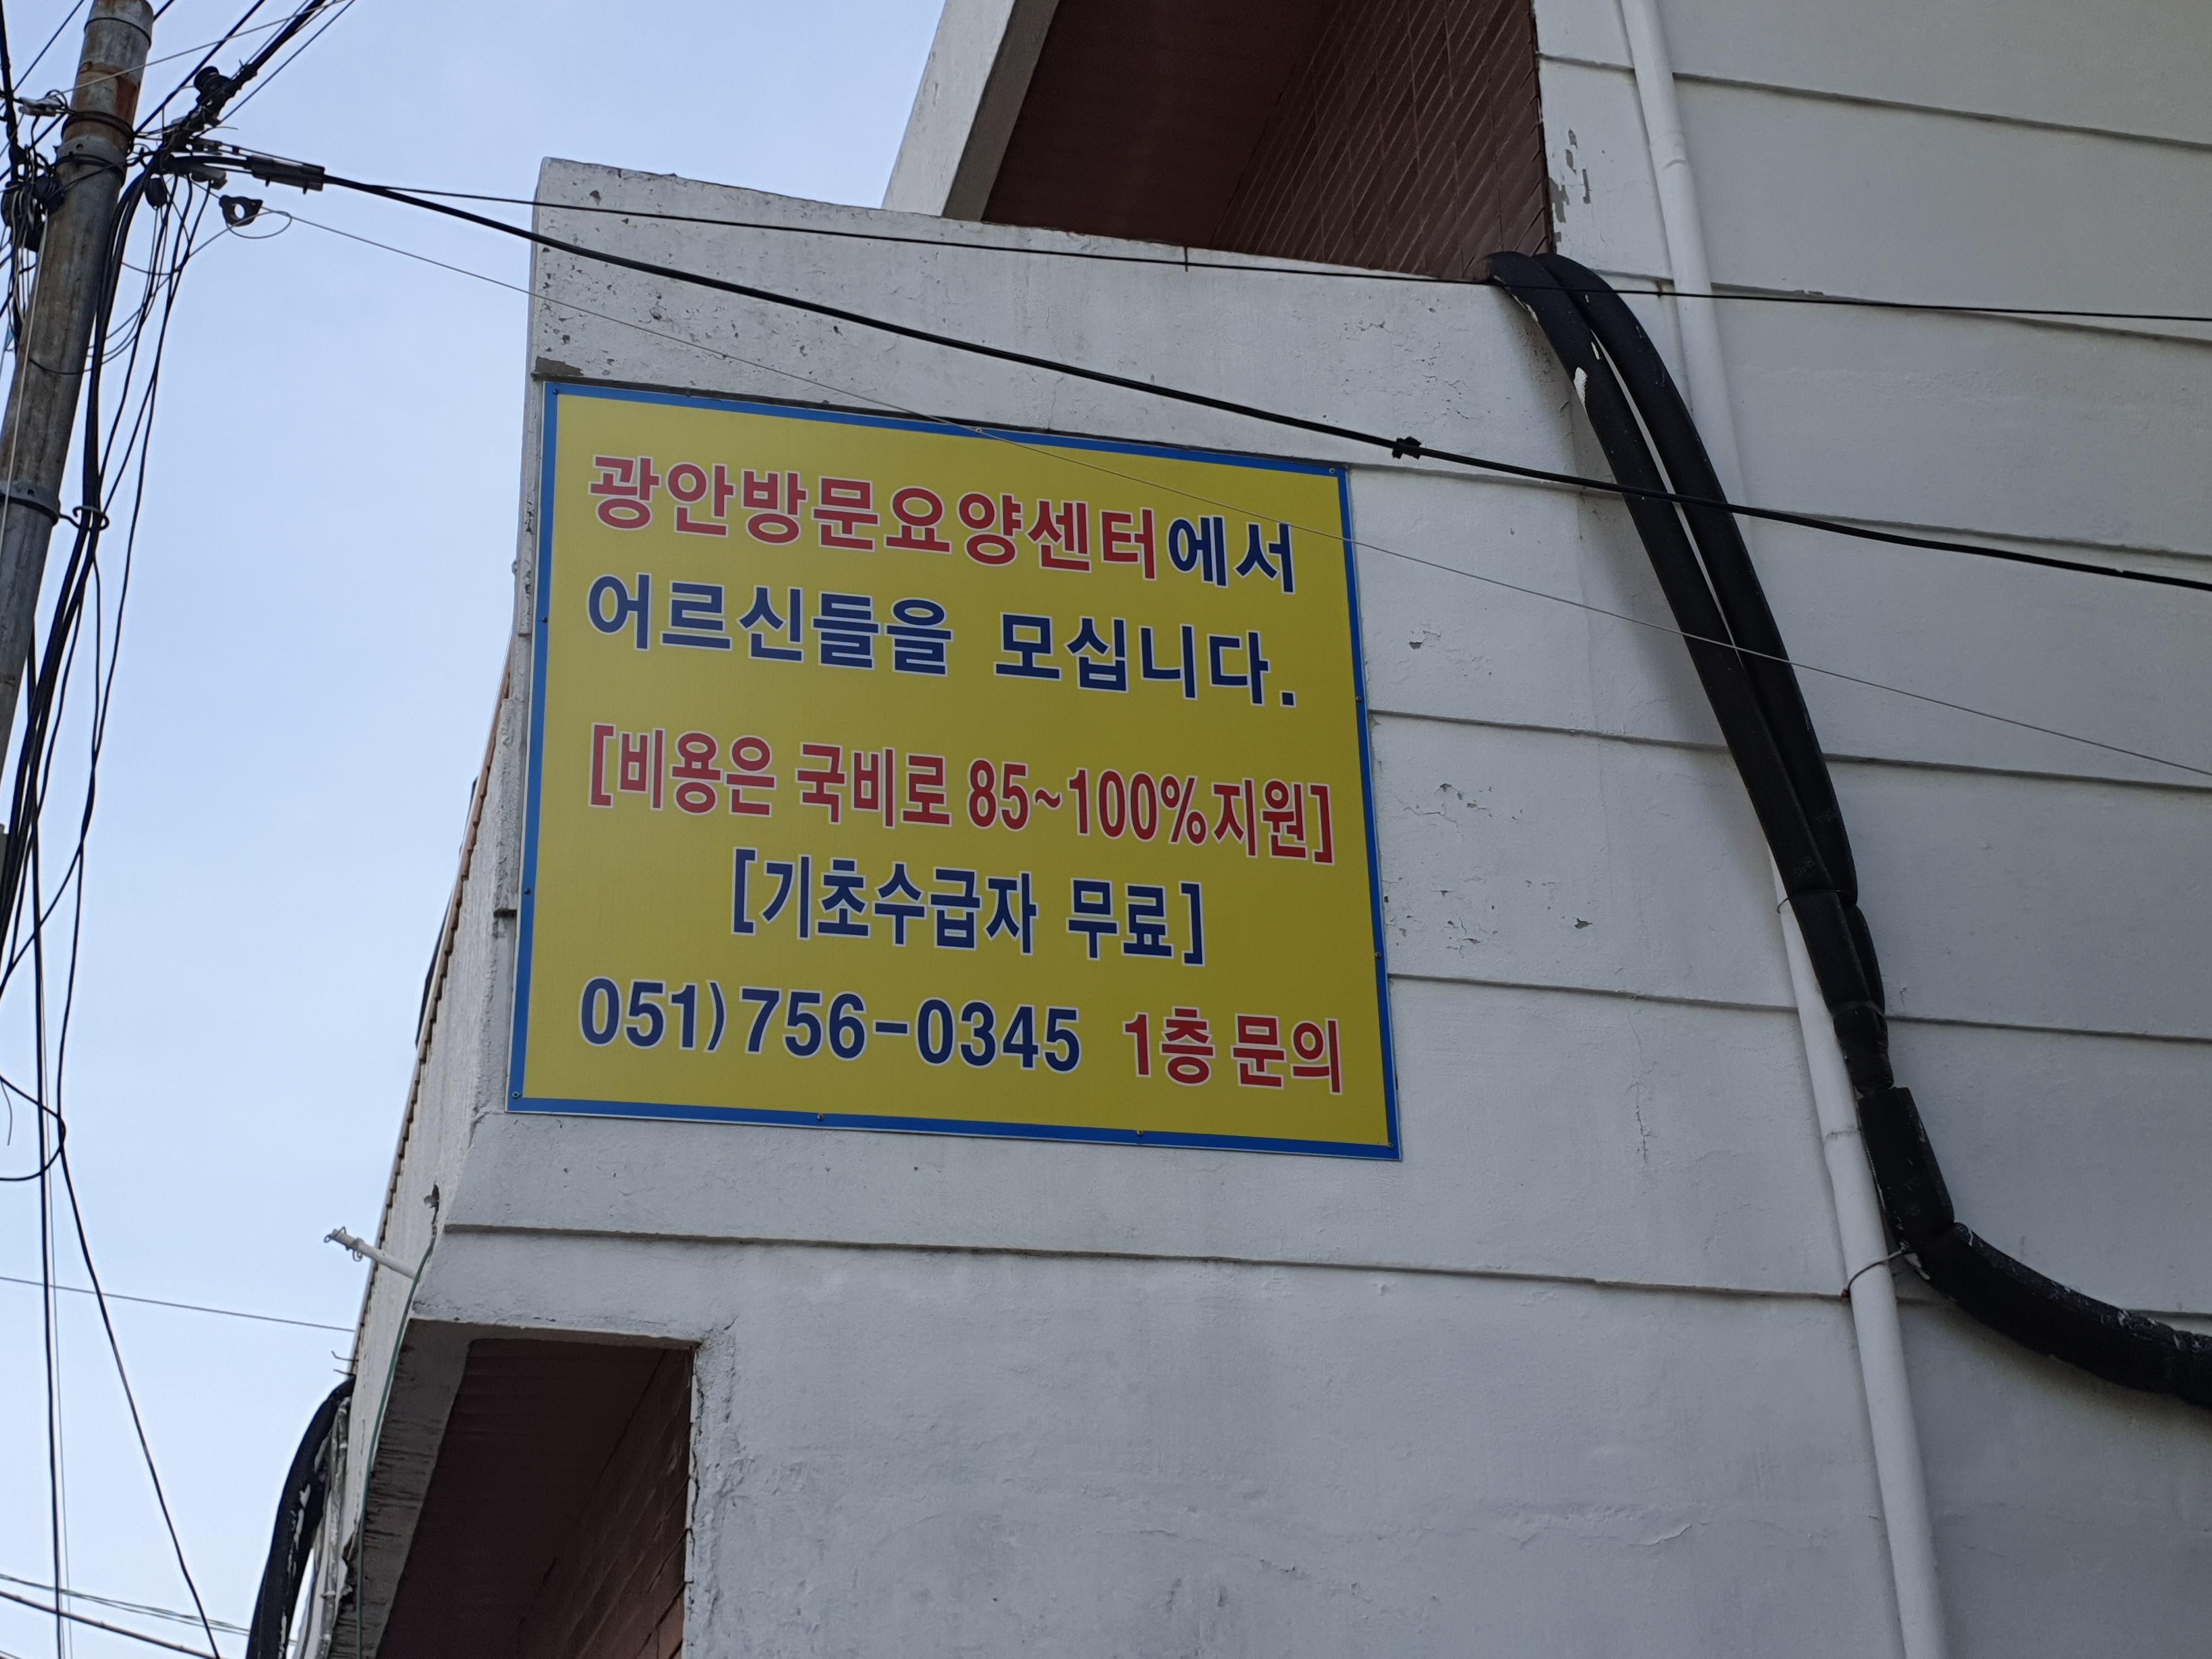 광안방문요양센터에서
어르신들을 모십니다.
[비용은 국비로 85~100%지원]
[기초수급자 무료]
051)756-0345 1층 문의